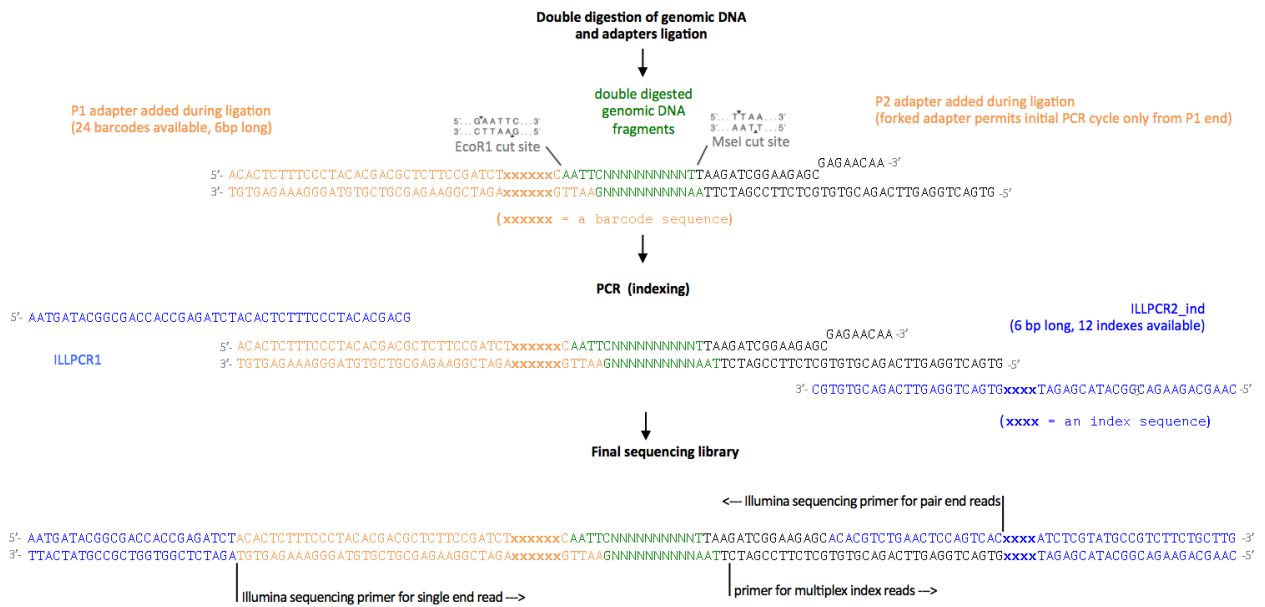 Double digestion of genomic DNA
and adapters ligation
P1 adapter added during ligation
(24 barcodes available, 6bp long)
double digested
genomic DNA
fragments
P2 adapter added during ligation
(forked adapter permits initial PCR cycle only from P1 end)
5'...GAATTC...3'
3'...CTTAAG...5'
EcoR1 cut site
5'...TTAA...3'
3'...AATT...5'
MseI cut site
GAGAACAA -3'
5'- ACACTCTTTCCCTACACGACGCTCTTCCGATCTxxxxxxCAATTCNNNNNNNNNNTTAAGATCGGAAGAGC
3'- TGTGAGAAAGGGATGTGCTGCGAGAAGGCTAGAxxxxxxGTTAAGNNNNNNNNNNAATTCTAGCCTTCTCGTGTGCAGACTTGAGGTCAGTG -5'
(xxxxxx = a barcode sequence)
PCR (indexing)
5'- AATGATACGGCGACCACCGAGATCTACACTCTTTCCCTACACGACG
ILLPCR1
ILLPCR2_ind
(6 bp long, 12 indexes available)
GAGAACAA -3'
5'- ACACTCTTTCCCTACACGACGCTCTTCCGATCTxxxxxxCAATTCNNNNNNNNNNTTAAGATCGGAAGAGC
3'- TGTGAGAAAGGGATGTGCTGCGAGAAGGCTAGAxxxxxxGTTAAGNNNNNNNNNNAATTCTAGCCTTCTCGTGTGCAGACTTGAGGTCAGTG -5'
3'- CGTGTGCAGACTTGAGGTCAGTGxxxxTAGAGCATACGGCAGAAGACGAAC -5'
(xxxx = an index sequence)
Final sequencing library
<--- Illumina sequencing primer for pair end reads
5'- AATGATACGGCGACCACCGAGATCTACACTCTTTCCCTACACGACGCTCTTCCGATCTxxxxxxCAATTCNNNNNNNNNNTTAAGATCGGAAGAGCACACGTCTGAACTCCAGTCACxxxxATCTCGTATGCCGTCTTCTGCTTG -3'
3'- TTACTATGCCGCTGGTGGCTCTAGATGTGAGAAAGGGATGTGCTGCGAGAAGGCTAGAxxxxxxGTTAAGNNNNNNNNNNAATTCTAGCCTTCTCGTGTGCAGACTTGAGGTCAGTGxxxxTAGAGCATACGGCAGAAGACGAAC -5'
Illumina sequencing primer for single end read --->
primer for multiplex index reads --->